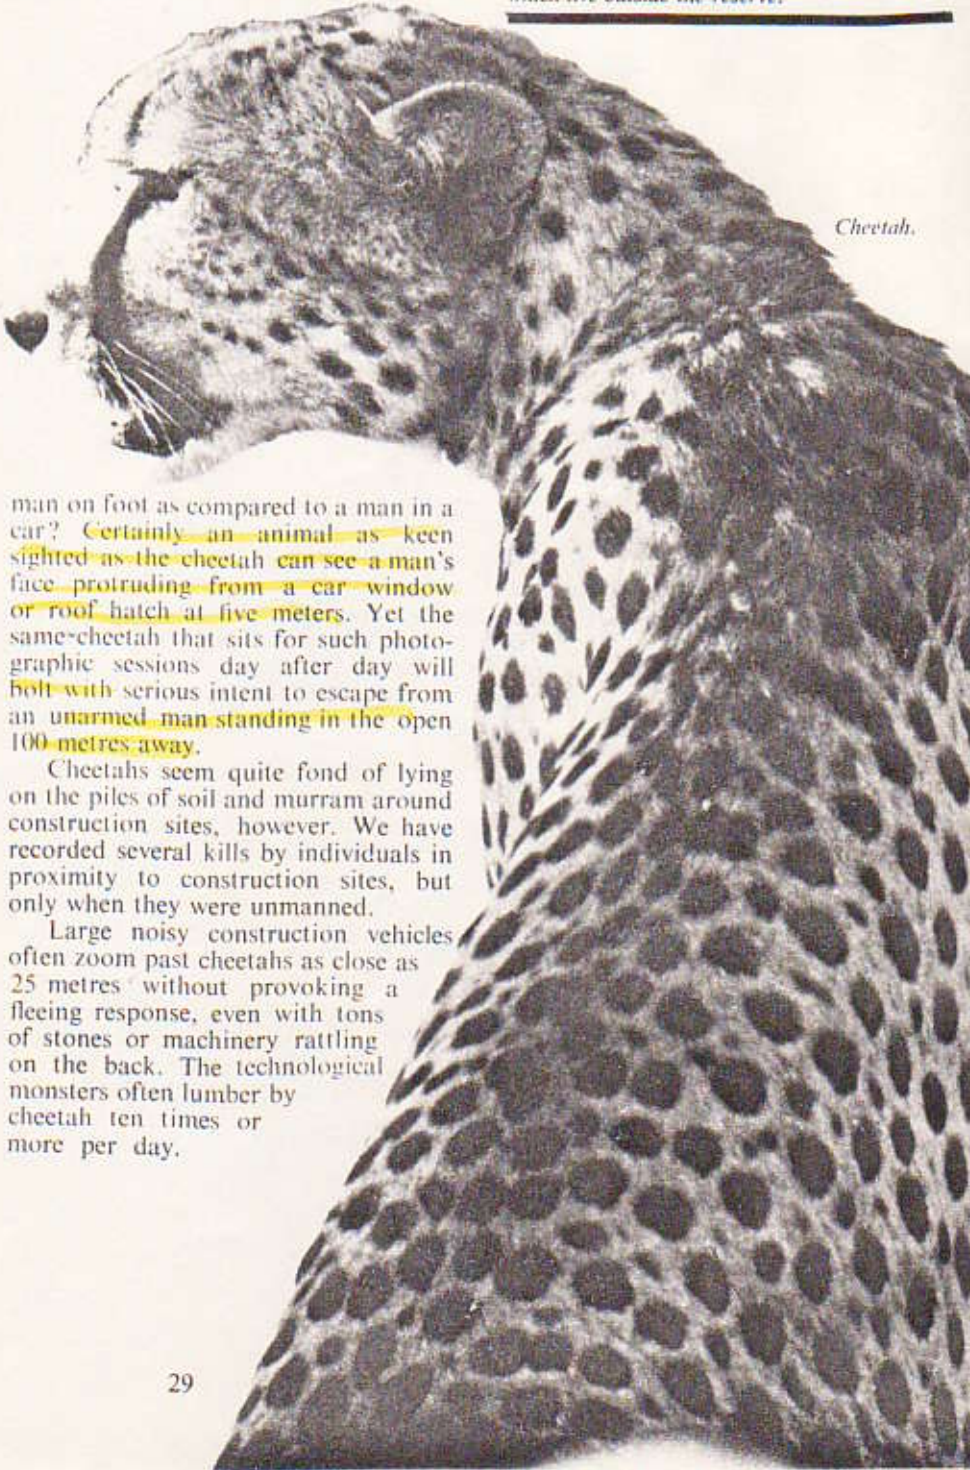 which live outside the reserve.
Cheetah.
man on foot as compared to a man in a
car? Certainly an animal as keen
sighted as the cheetah can see a man's
face protruding from a car window
or roof hatch at five meters. Yet the
same cheetah that sits for such photo-
graphic sessions day after day will
bolt with serious intent to escape from
an unarmed man standing in the open
100 metres away.
Cheetahs seem quite fond of lying
on the piles of soil and murram around
construction sites, however. We have
recorded several kills by individuals in
proximity to construction sites, but
only when they were unmanned.
Large noisy construction vehicles
often zoom past cheetahs as close as
25 metres without provoking a
fleeing response, even with tons
of stones or machinery rattling
on the back. The technological
monsters often lumber by
cheetah ten times or
more per day.
29